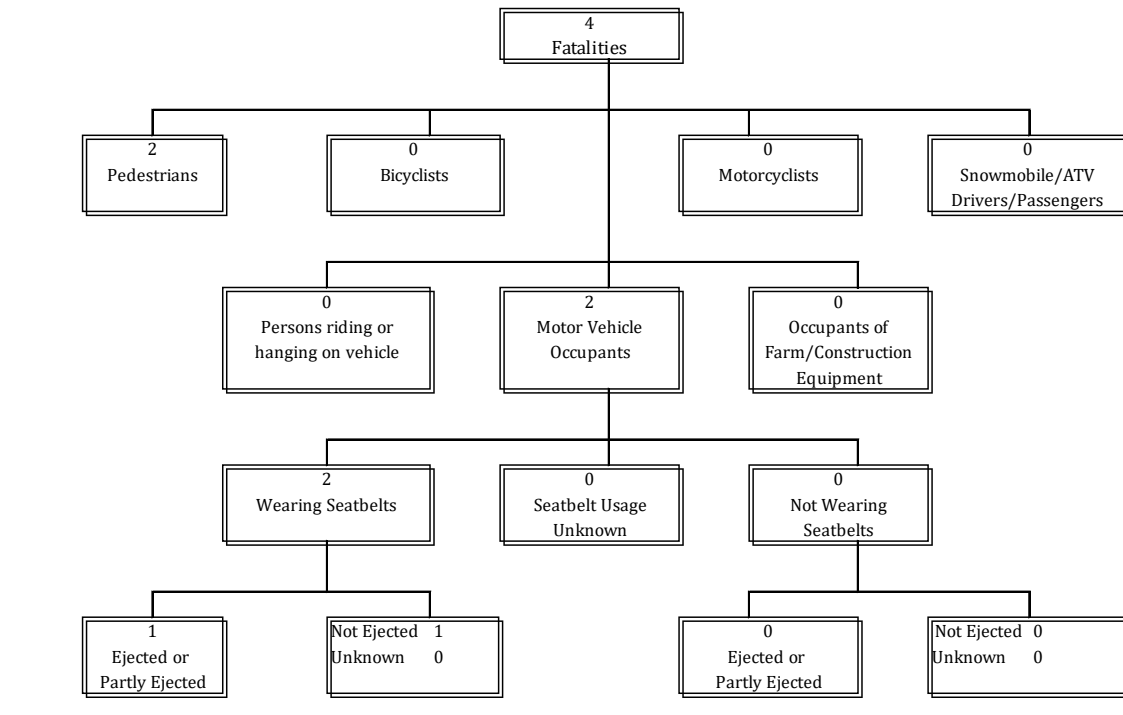 4
Fatalities
2
Pedestrians
0
Bicyclists
0
Motorcyclists
0
Snowmobile/ATV
Drivers/Passengers
0
Persons riding or
hanging on vehicle
2
Motor Vehicle
Occupants
0
Occupants of
Farm/Construction
Equipment
2
Wearing Seatbelts
0
Seatbelt Usage
Unknown
0
Not Wearing
Seatbelts
1
Ejected or
Partly Ejected
Not Ejected 1
Unknown 0
0
Ejected or
Partly Ejected
Not Ejected 0
Unknown 0